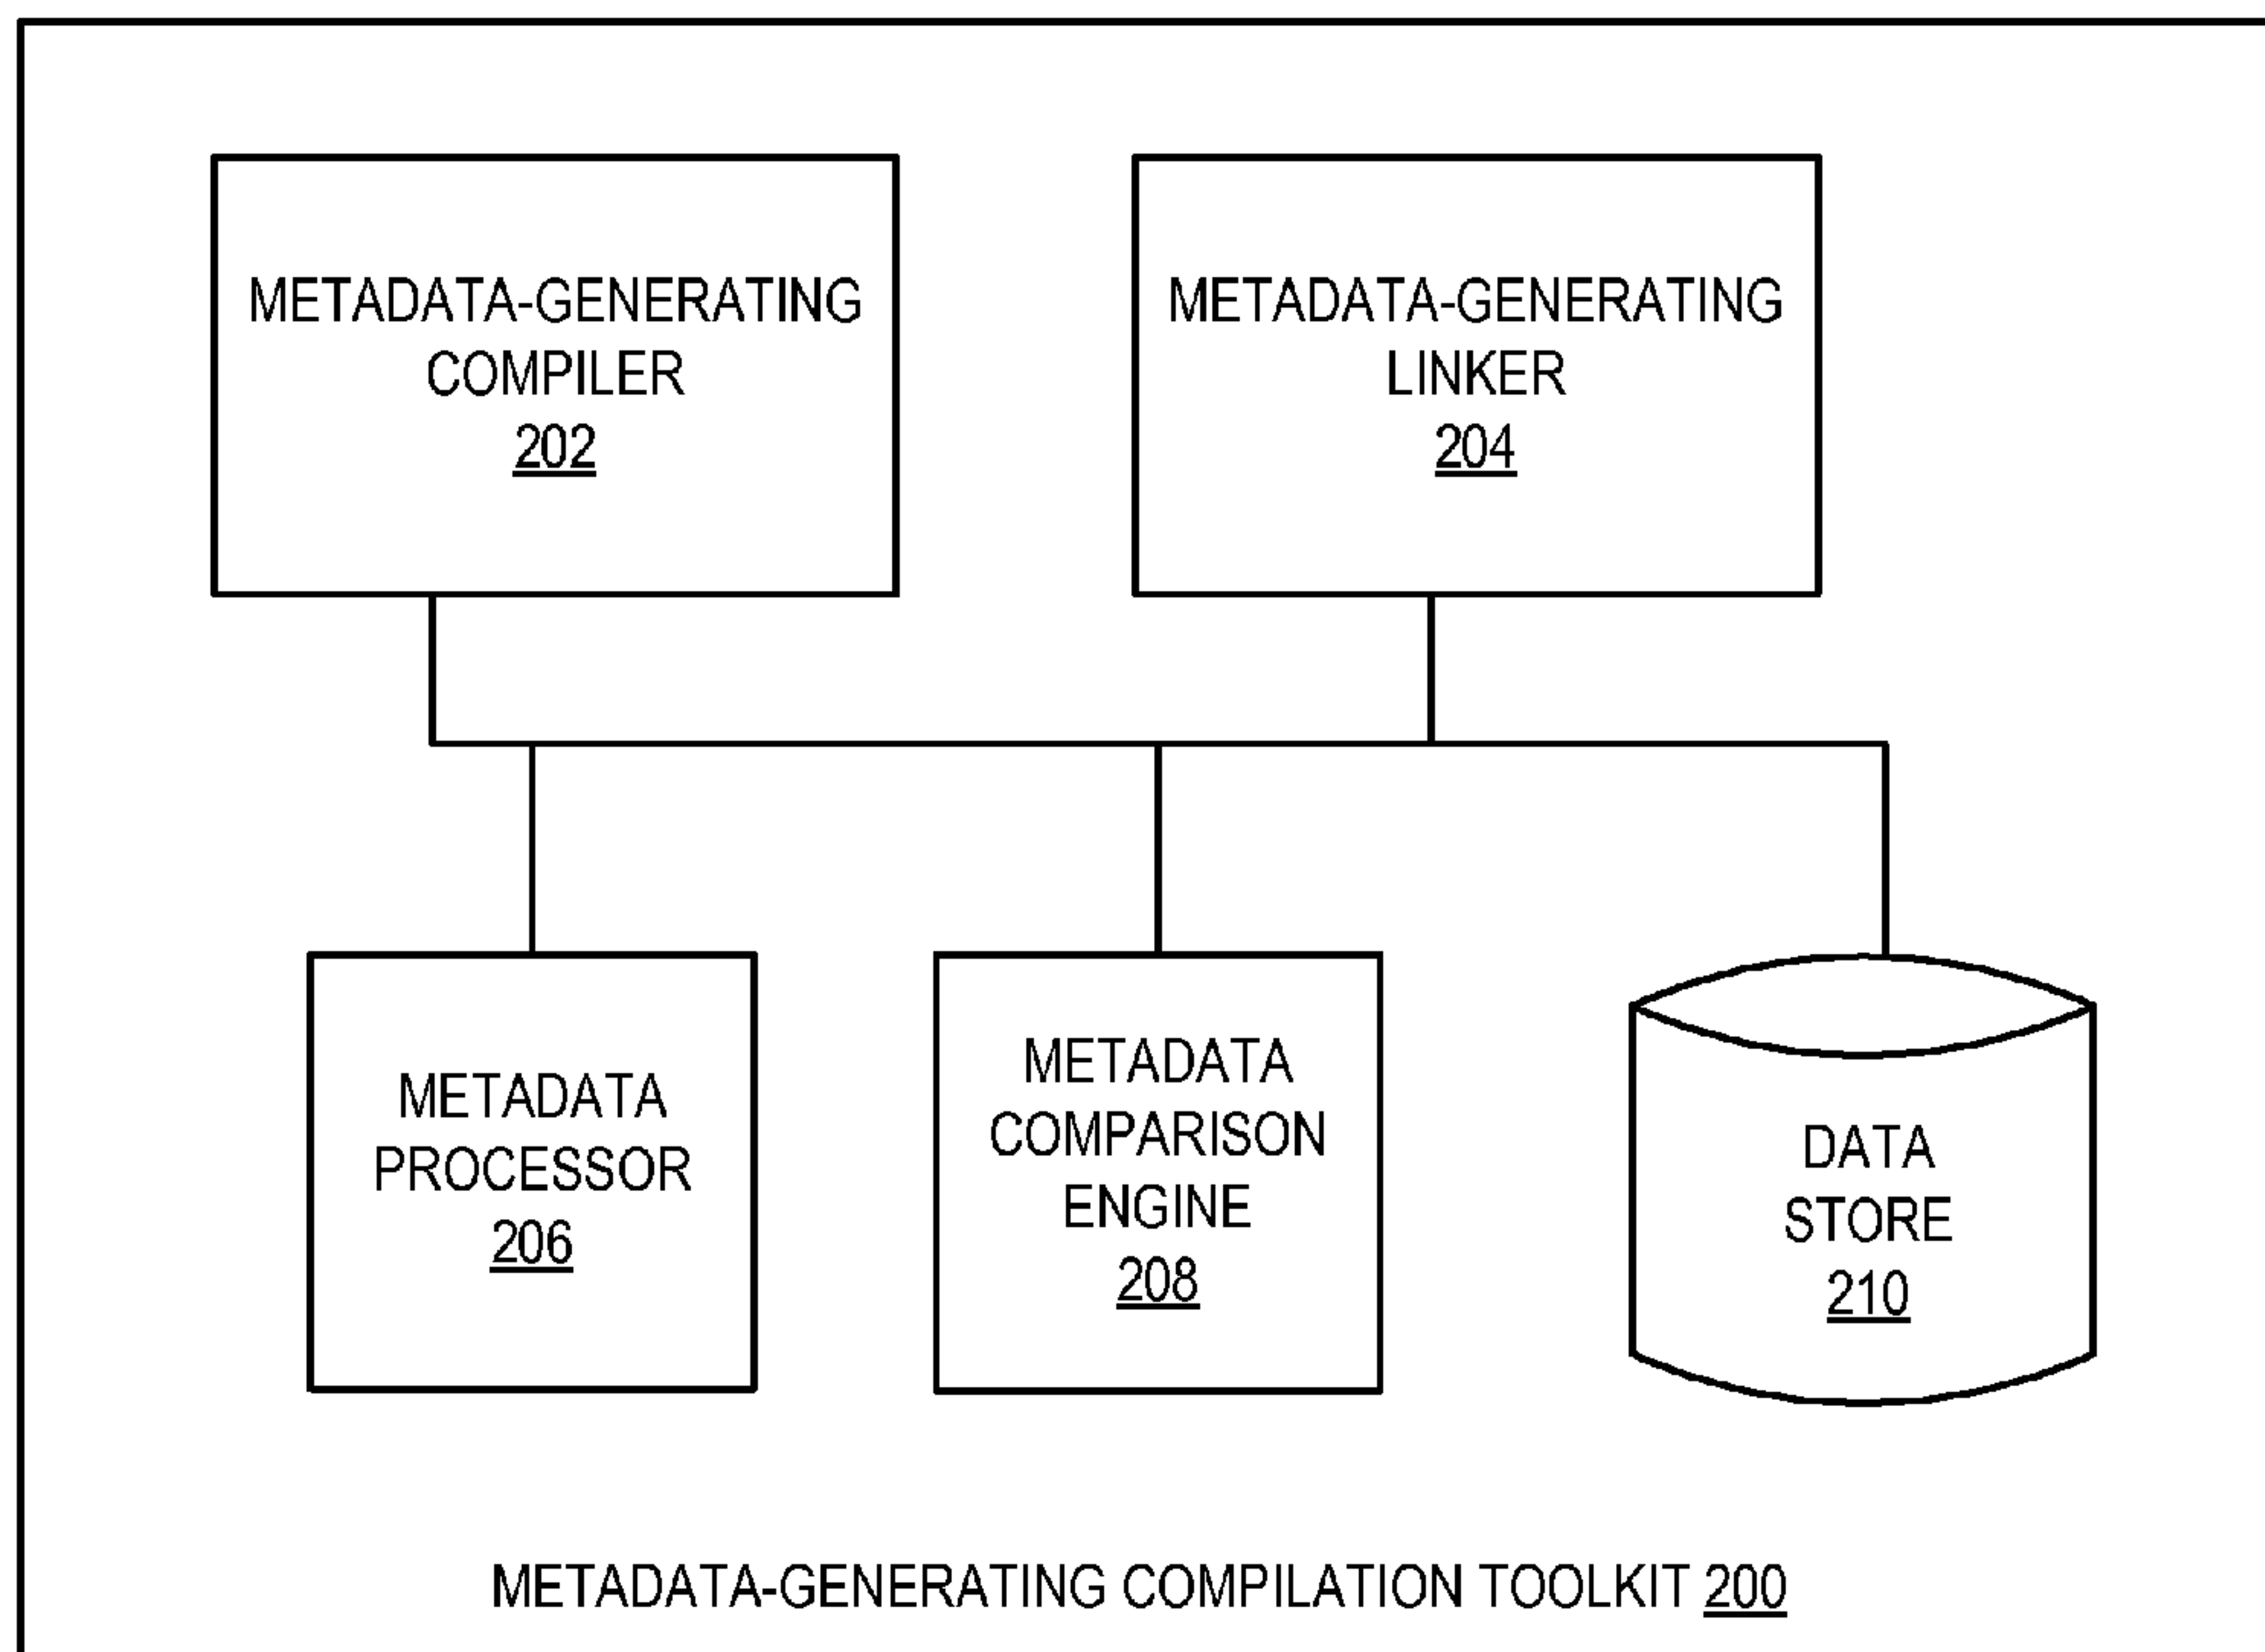 METADATA-GENERATING
COMPILER
202
METADATA-GENERATING
LINKER
204
METADATA
PROCESSOR
206
METADATA
COMPARISON
ENGINE
208
DATA
STORE
210
METADATA-GENERATING COMPILATION TOOLKIT 200